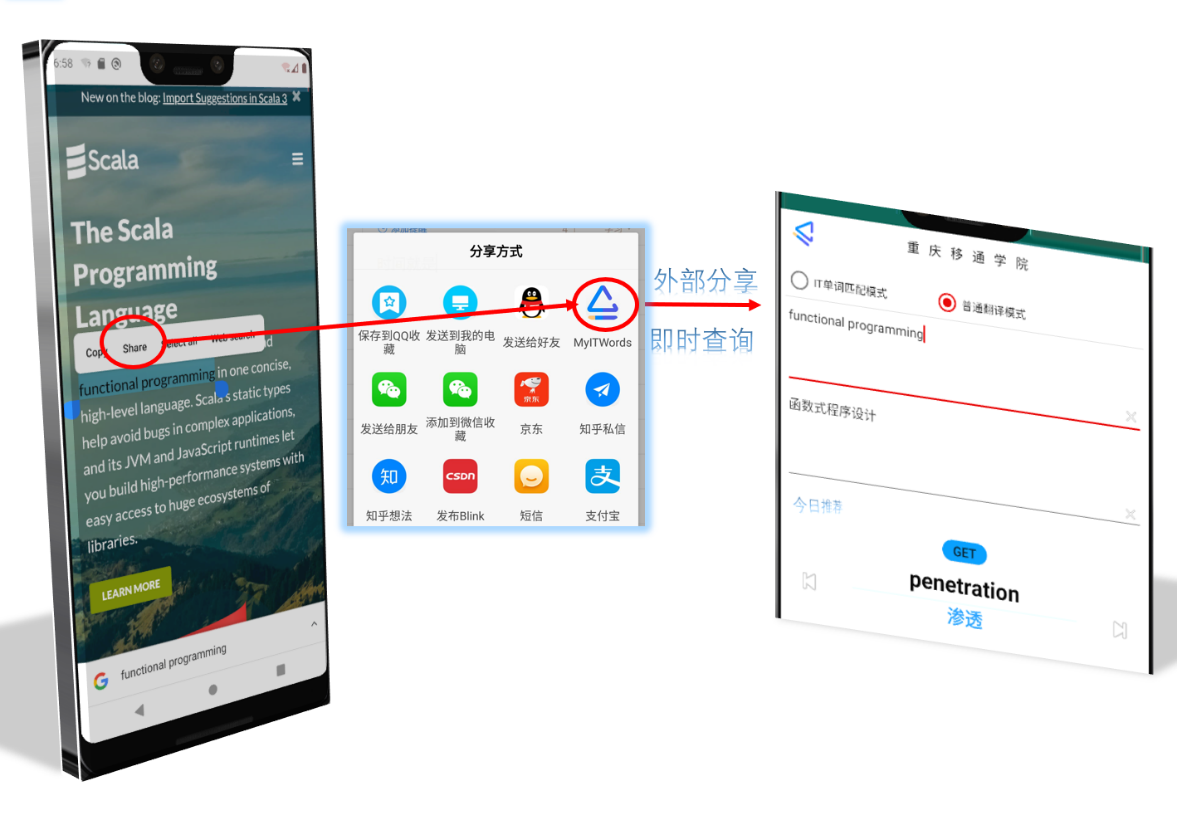 6:58
New on the blog: Import Suggestions in Scala 3 ×
Scala
The Scala
Programming
Language
Copy Share Select all Web search
functional programming in one concise,
high-level language. Scala's static types
help avoid bugs in complex applications,
and its JVM and JavaScript runtimes let
you build high-performance systems with
easy access to huge ecosystems of
libraries.
LEARN MORE
G functional programming
分享方式
保存到QQ收藏
发送到我的电脑
发送给好友
MyITWords
发送给朋友
添加到微信收藏
京东
京东
知乎私信
知
CSDN
支
知乎想法
发布Blink
短信
支付宝
外部分享
即时查询
重庆移通学院
IT单词匹配模式
普通翻译模式
functional programming
函数式程序设计
今日推荐
GET
penetration
渗透